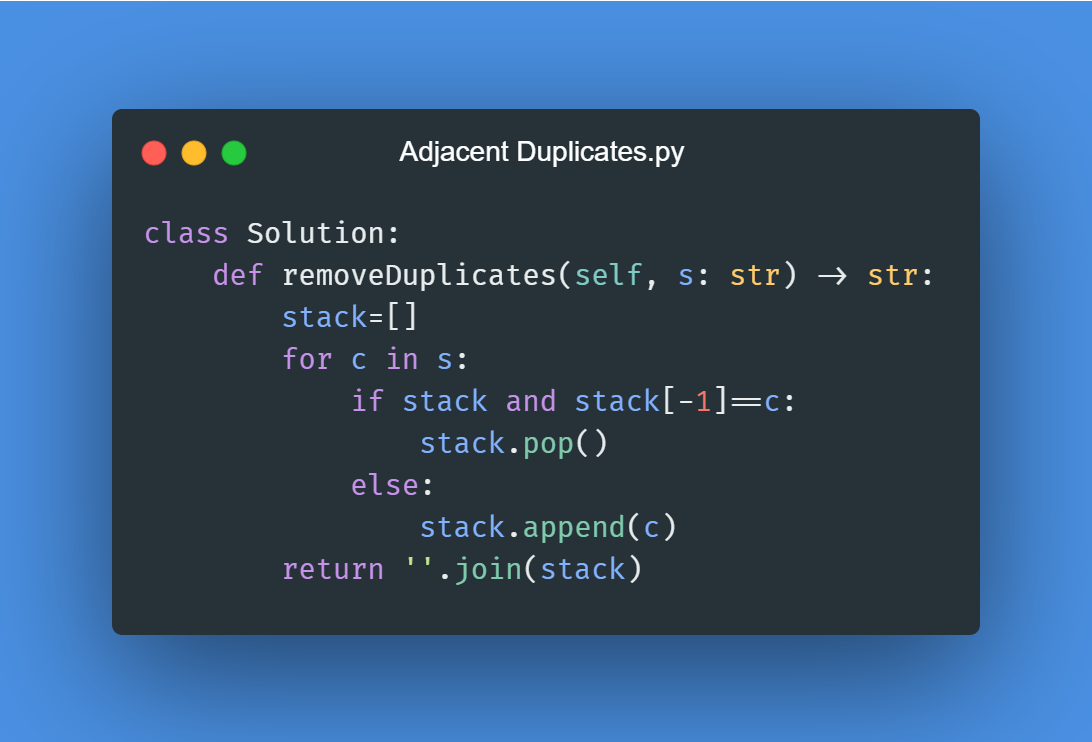 Adjacent Duplicates.py
class Solution:
    def removeDuplicates(self, s: str) -> str:
        stack=[]
        for c in s:
            if stack and stack[-1]==c:
                stack.pop()
            else:
                stack.append(c)
        return ''.join(stack)